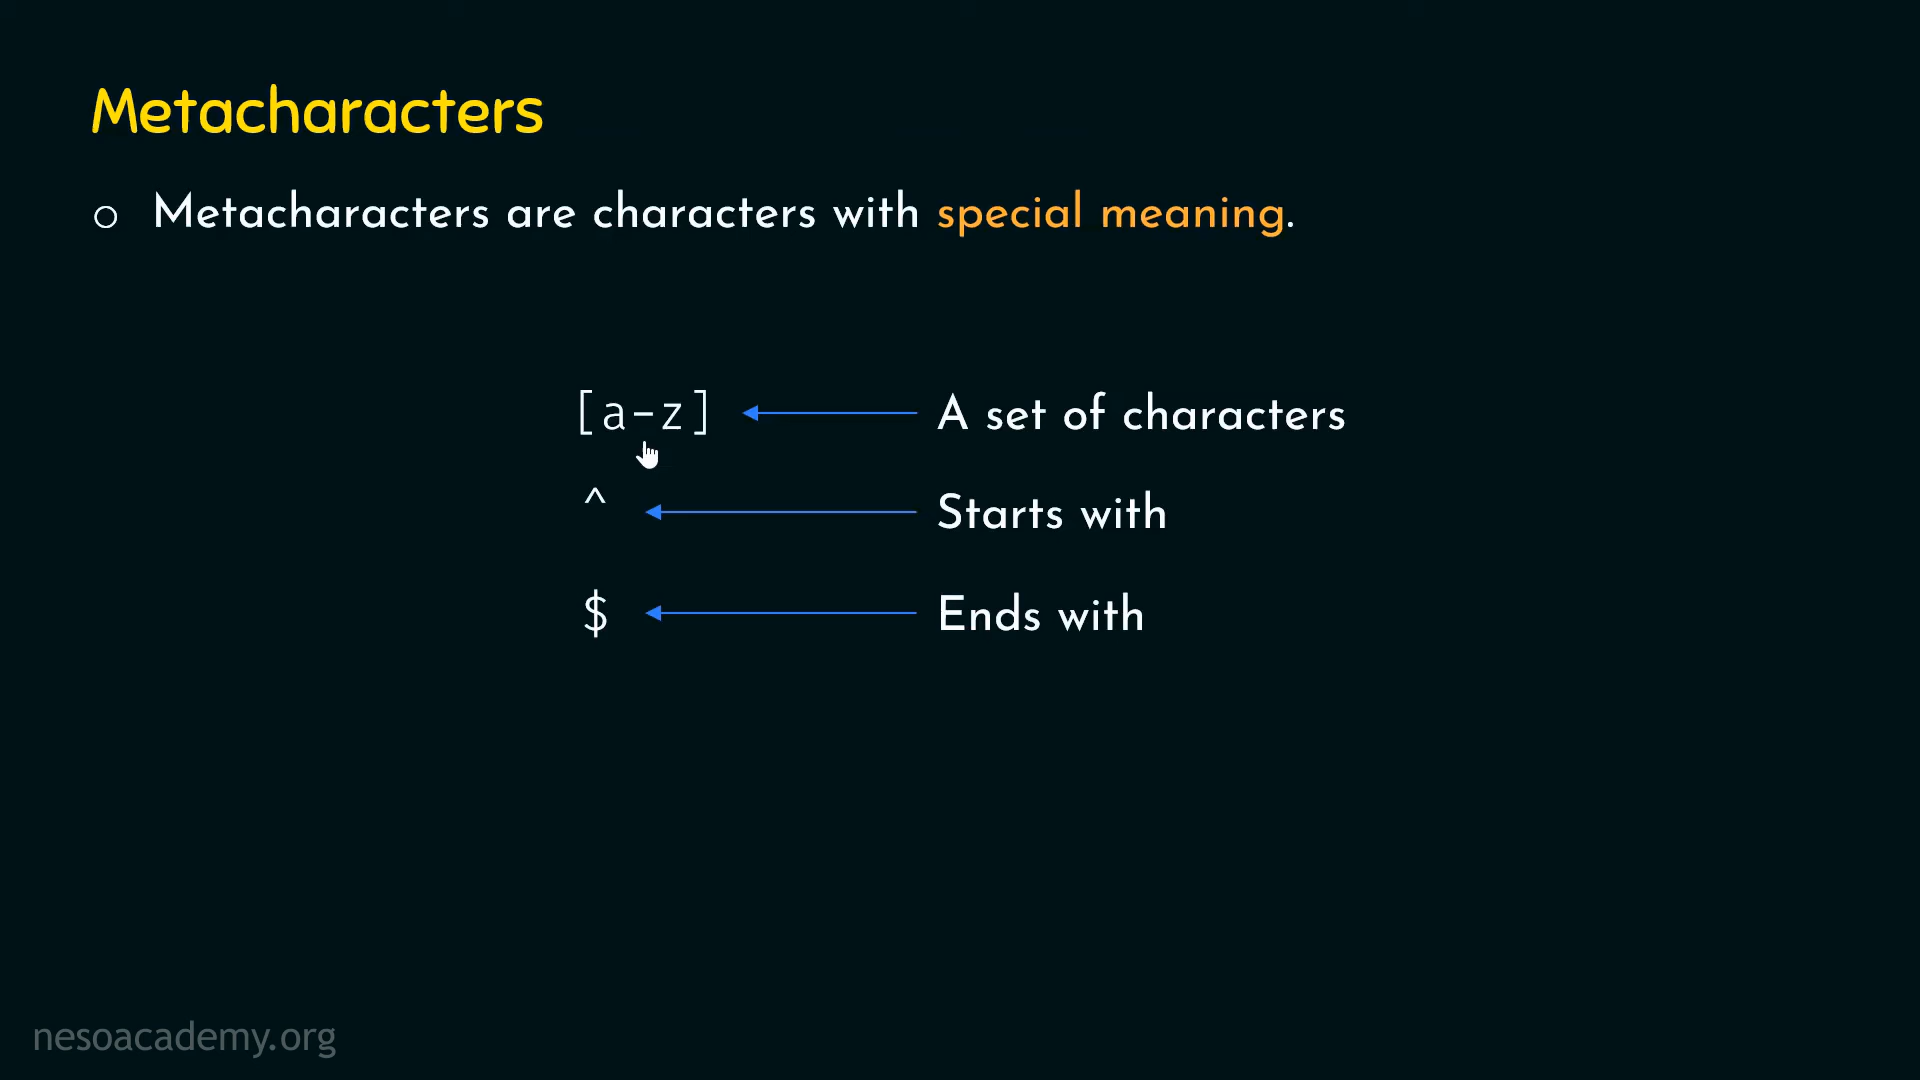 Metacharacters
○ Metacharacters are characters with special meaning.
[a-z] A set of characters
^ Starts with
$ Ends with
nesoacademy.org